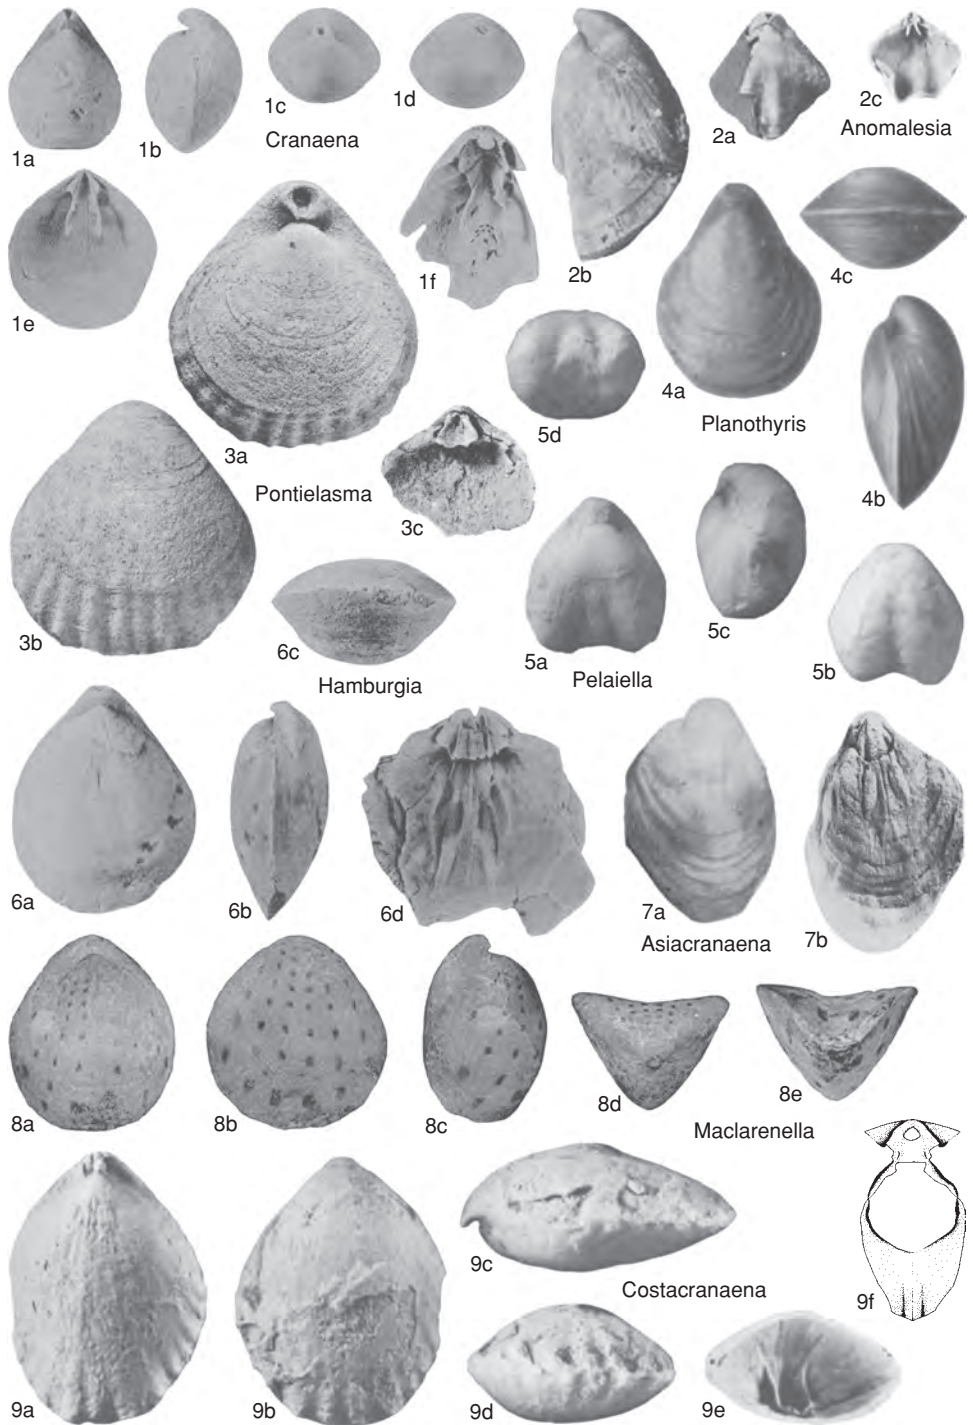 1a
1b
1c
1d
Cranaena
2a
2c
Anomalesia
1e
1f
2b
4c
3a
5d
4a
Planothyris
4b
Pontielasma
3c
3b
6c
Hamburgia
5a
5c
Pelaiella
5b
6a
6b
6d
7a
Asiacranaena
7b
8a
8b
8c
8d
8e
Maclarenella
9a
9b
9c
Costacranaena
9f
9d
9e